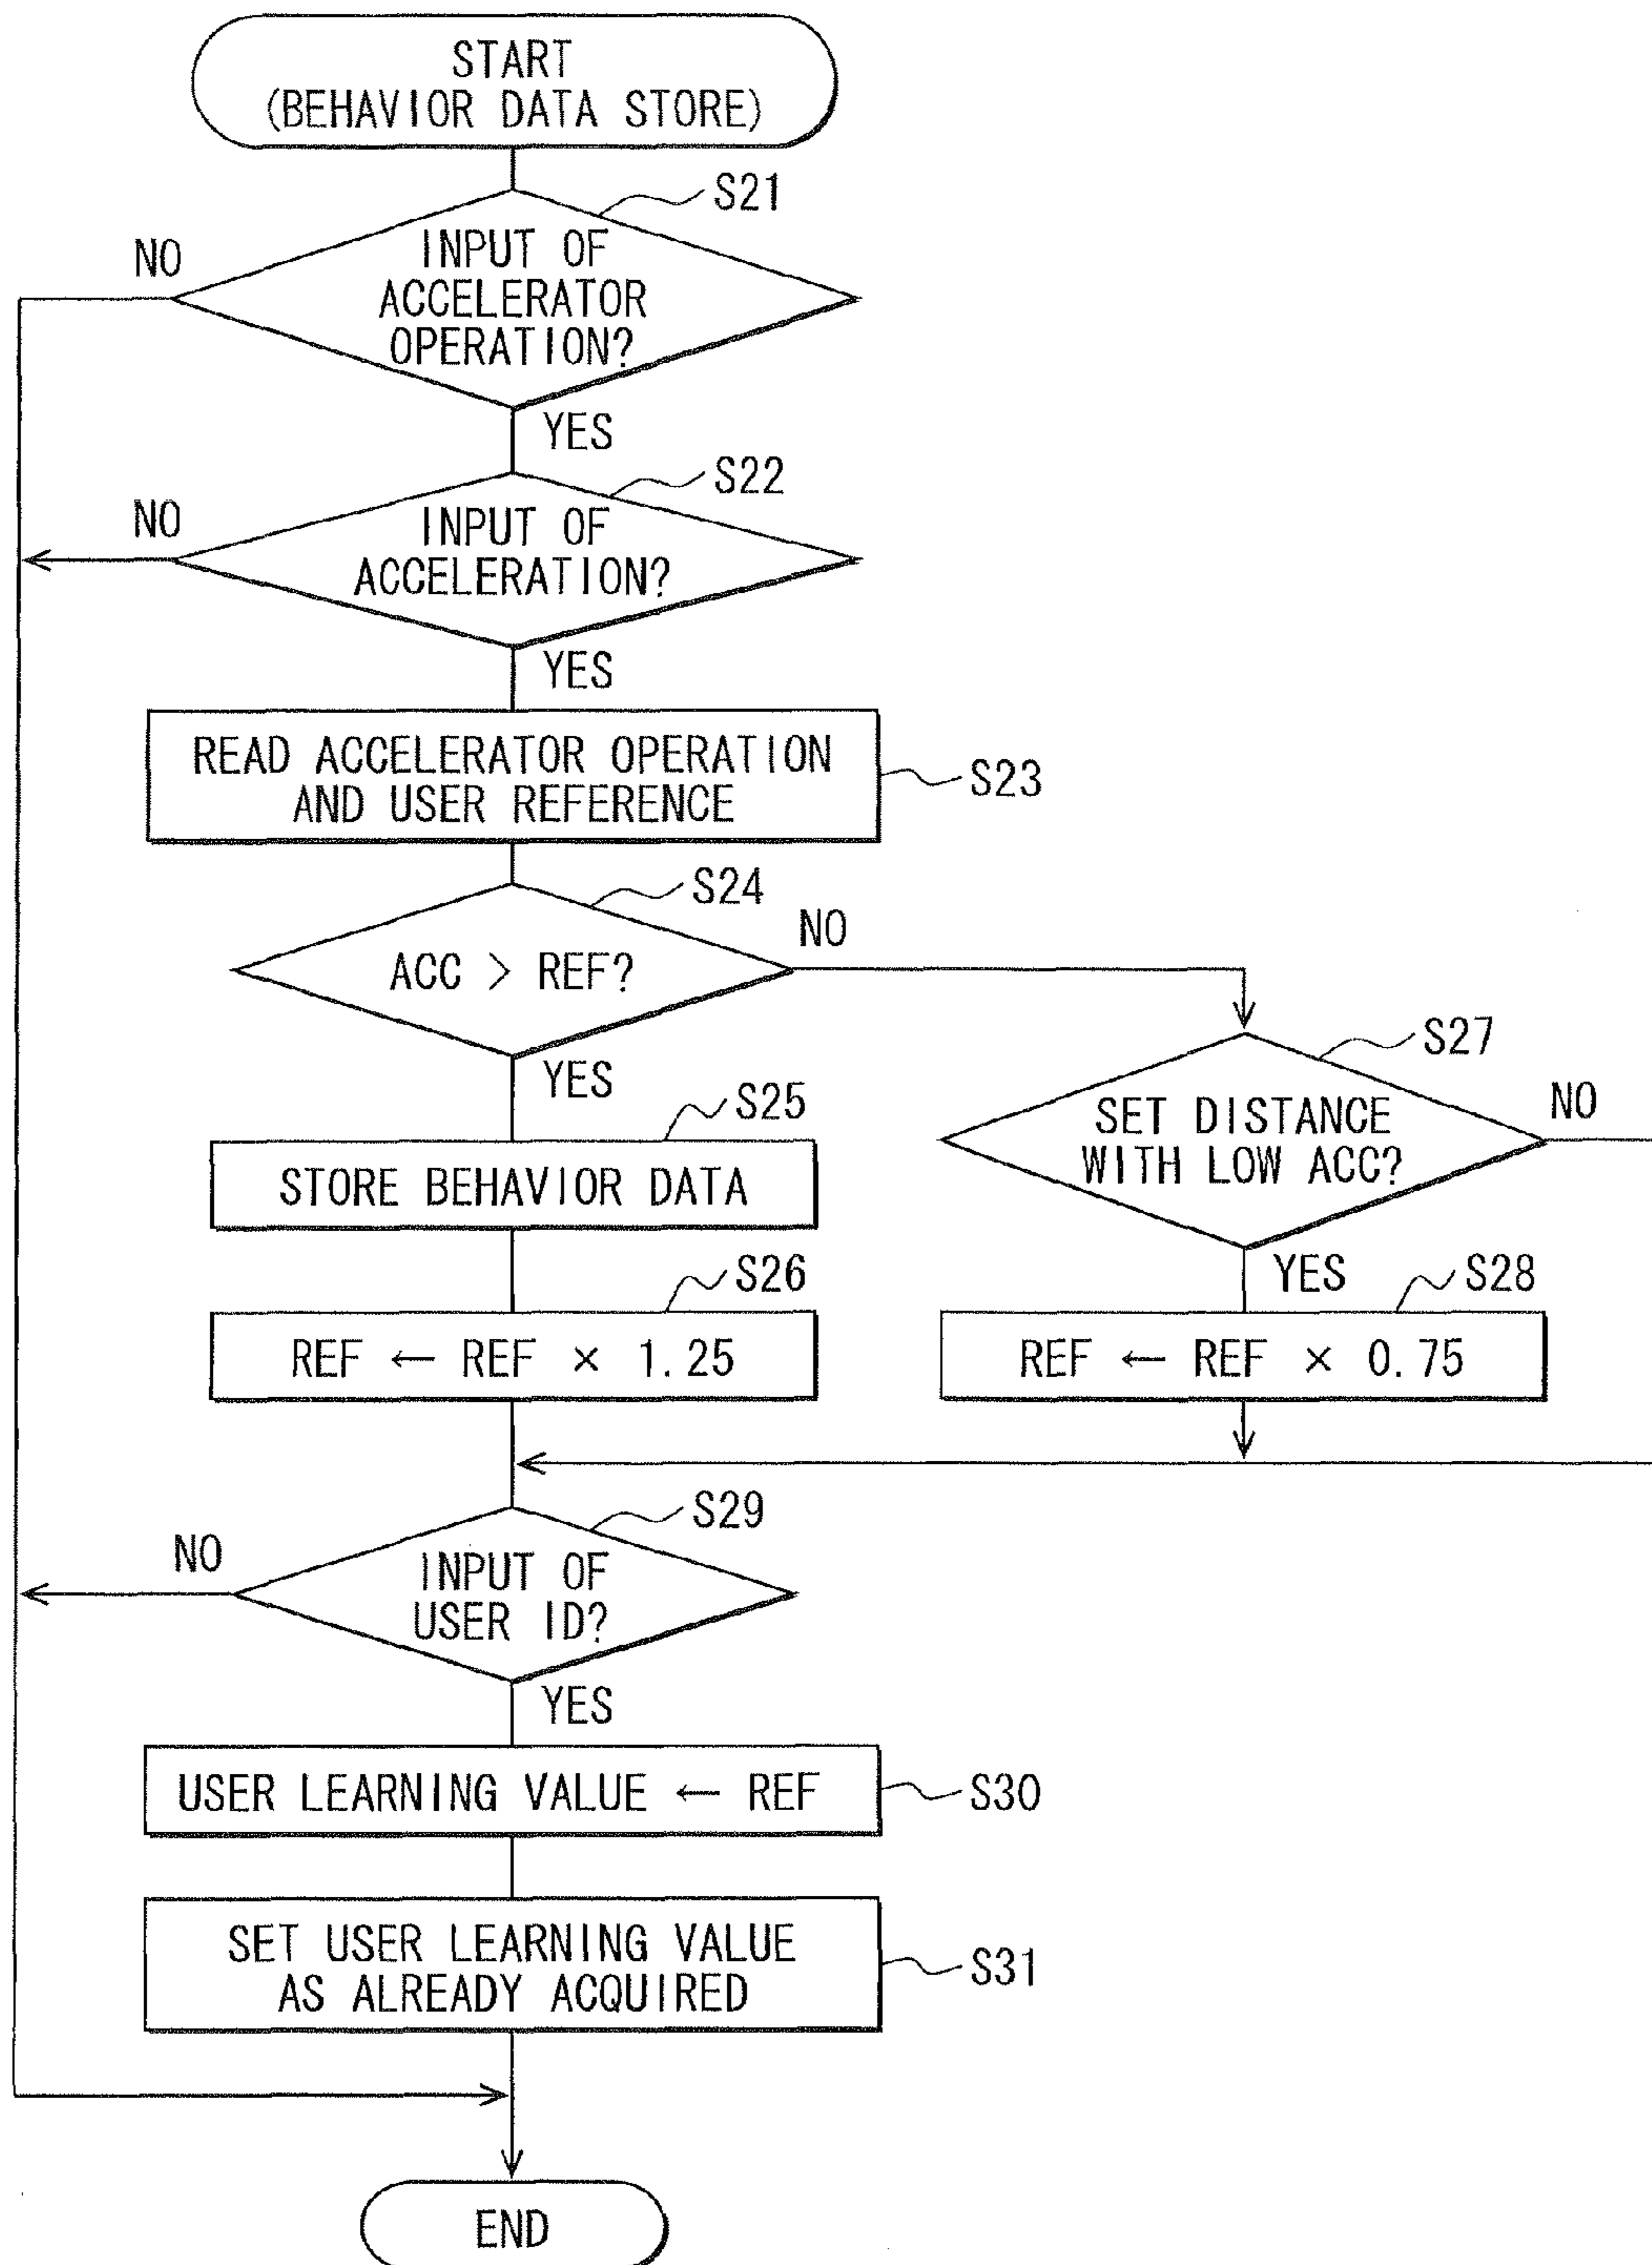 START
(BEHAVIOR DATA STORE)
S21
NO
INPUT OF
ACCELERATOR
OPERATION?
YES
S22
NO
INPUT OF
ACCELERATION?
YES
READ ACCELERATOR OPERATION
AND USER REFERENCE
S23
S24
NO
ACC > REF?
YES
S27
NO
SET DISTANCE
WITH LOW ACC?
YES
S25
STORE BEHAVIOR DATA
S26
REF ← REF × 1.25
S28
REF ← REF × 0.75
S29
NO
INPUT OF
USER ID?
YES
USER LEARNING VALUE ← REF
S30
SET USER LEARNING VALUE
AS ALREADY ACQUIRED
S31
END